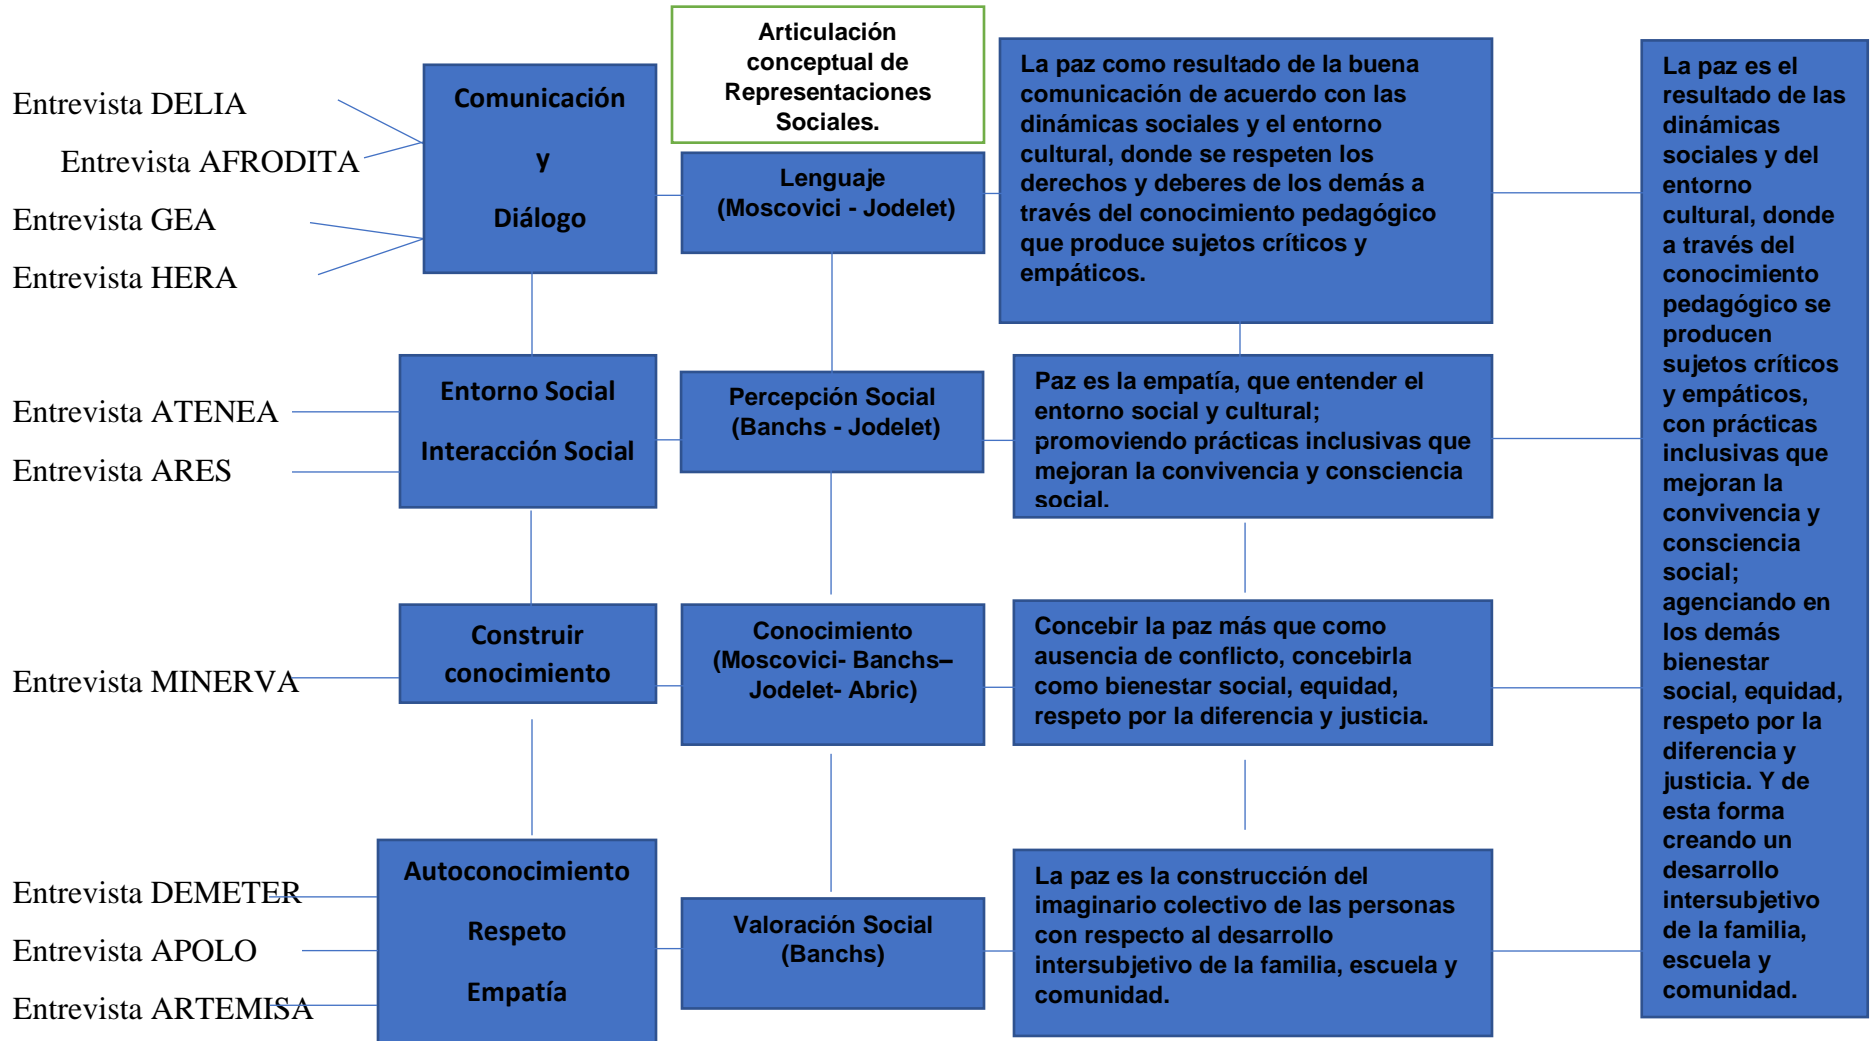 Entrevista DELIA
Entrevista AFRODITA
Entrevista GEA
Entrevista HERA
Comunicación
y
Diálogo
Articulación
conceptual de
Representaciones
Sociales.
Lenguaje
(Moscovici - Jodelet)
La paz como resultado de la buena
comunicación de acuerdo con las
dinámicas sociales y el entorno
cultural, donde se respeten los
derechos y deberes de los demás a
través del conocimiento pedagógico
que produce sujetos críticos y
empáticos.
Entrevista ATENEA
Entrevista ARES
Entorno Social
Interacción Social
Percepción Social
(Banchs - Jodelet)
Paz es la empatía, que entender el
entorno social y cultural;
promoviendo prácticas inclusivas que
mejoran la convivencia y consciencia
social.
Entrevista MINERVA
Construir
conocimiento
Conocimiento
(Moscovici- Banchs–
Jodelet- Abric)
Concebir la paz más que como
ausencia de conflicto, concebirla
como bienestar social, equidad,
respeto por la diferencia y justicia.
Entrevista DEMETER
Entrevista APOLO
Entrevista ARTEMISA
Autoconocimiento
Respeto
Empatía
Valoración Social
(Banchs)
La paz es la construcción del
imaginario colectivo de las personas
con respecto al desarrollo
intersubjetivo de la familia, escuela y
comunidad.
La paz es el
resultado de las
dinámicas
sociales y del
entorno
cultural, donde
a través del
conocimiento
pedagógico se
producen
sujetos críticos
y empáticos,
con prácticas
inclusivas que
mejoran la
convivencia y
consciencia
social;
agenciando en
los demás
bienestar
social, equidad,
respeto por la
diferencia y
justicia. Y de
esta forma
creando un
desarrollo
intersubjetivo
de la familia,
escuela y
comunidad.